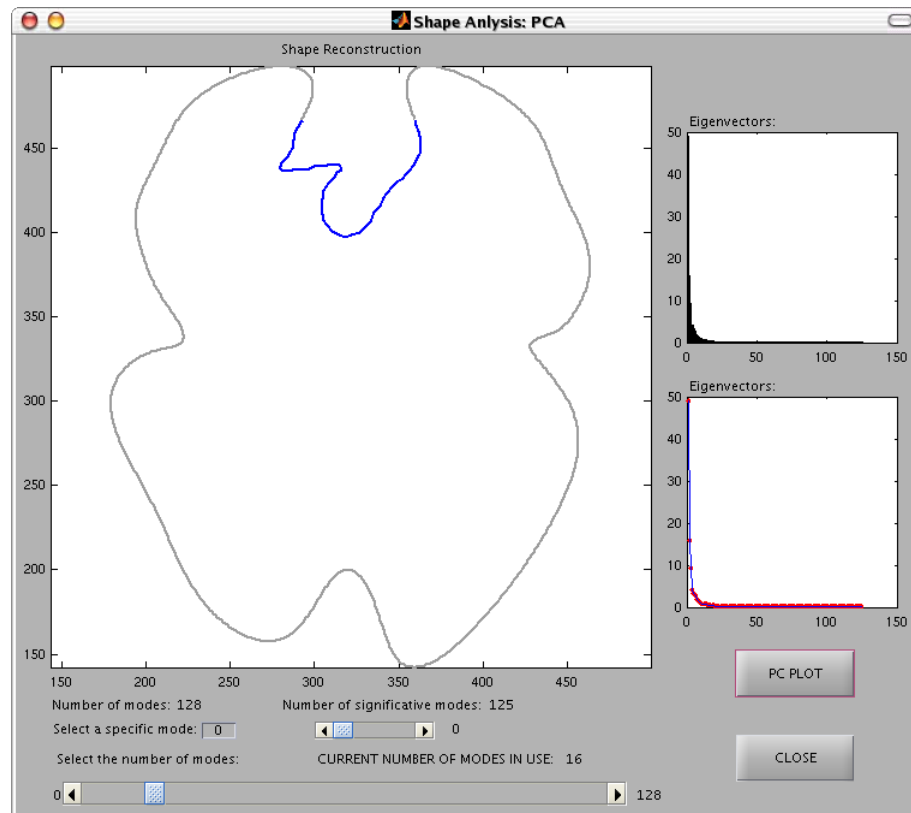 Shape Anlysis: PCA
Shape Reconstruction
450
400
350
300
250
200
150
150 200 250 300 350 400 450
Eigenvectors:
50
40
30
20
10
0
0 50 100 150
Eigenvectors:
50
40
30
20
10
0
0 50 100 150
Number of modes: 128 Number of significative modes: 125
Select a specific mode: 0 0
Select the number of modes: CURRENT NUMBER OF MODES IN USE: 16
0 128
PC PLOT
CLOSE